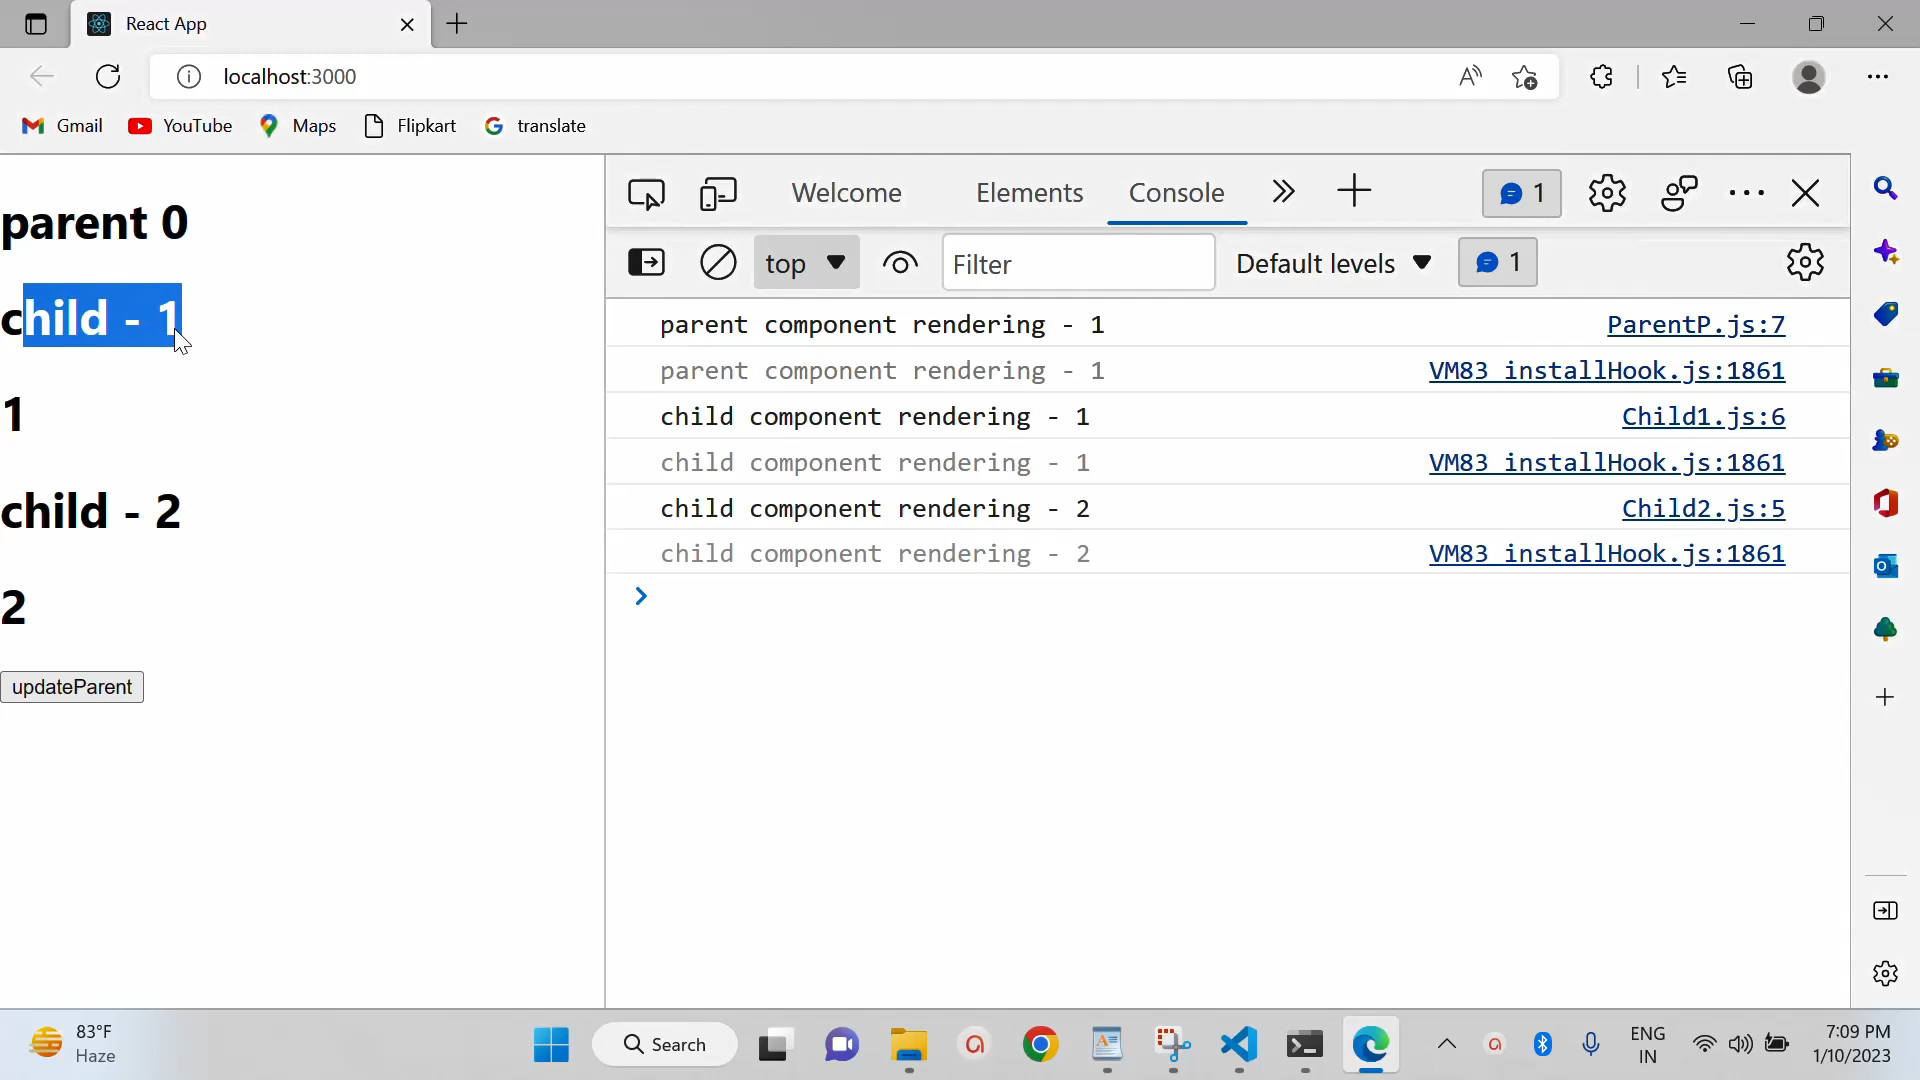 React App
localhost:3000
Gmail YouTube Maps Flipkart translate
parent 0
child - 1
1
child - 2
2
updateParent
Welcome Elements Console 1
top Filter Default levels 1
parent component rendering - 1 ParentP.js:7
parent component rendering - 1 VM83 installHook.js:1861
child component rendering - 1 Child1.js:6
child component rendering - 1 VM83 installHook.js:1861
child component rendering - 2 Child2.js:5
child component rendering - 2 VM83 installHook.js:1861
83°F
Haze
Search
ENG
IN
7:09 PM
1/10/2023